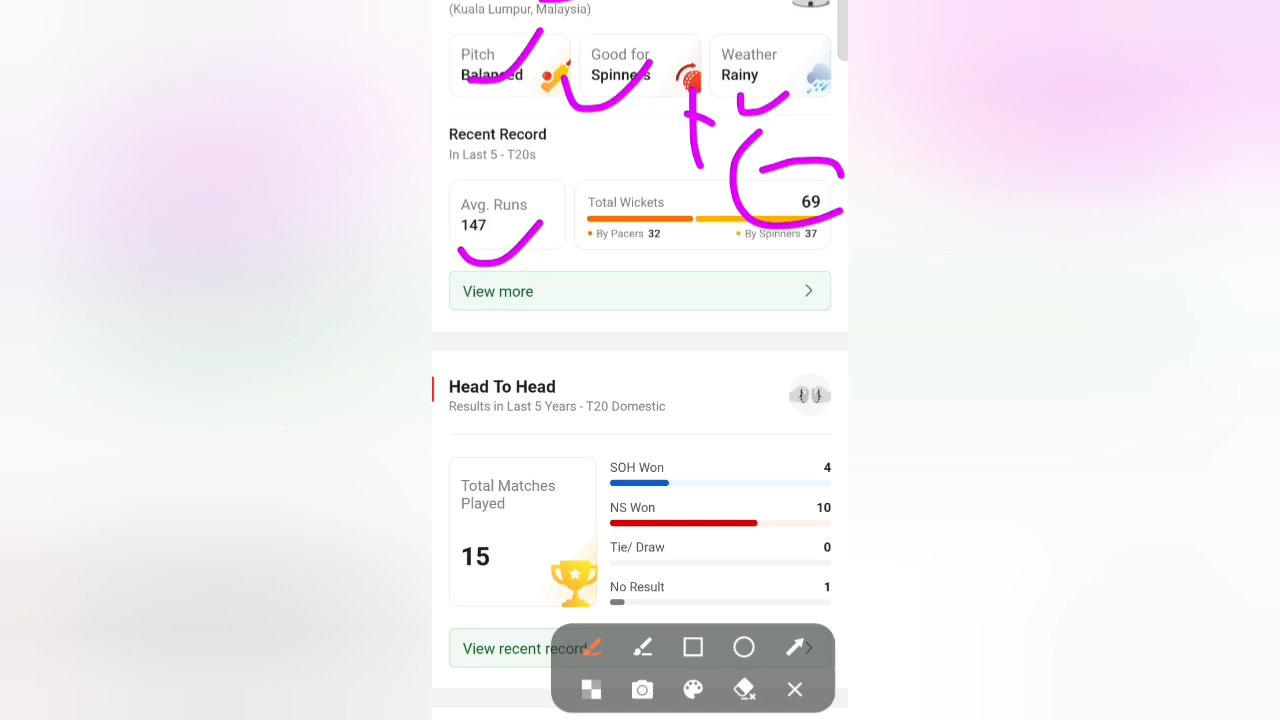 (Kuala Lumpur, Malaysia)
Pitch
Balanced
Good for
Spinners
Weather
Rainy
Recent Record
In Last 5 - T20s
Avg. Runs
147
Total Wickets 69
By Pacers 32
By Spinners 37
View more
Head To Head
Results in Last 5 Years - T20 Domestic
Total Matches
Played
15
SOH Won 4
NS Won 10
Tie/ Draw 0
No Result 1
View recent record